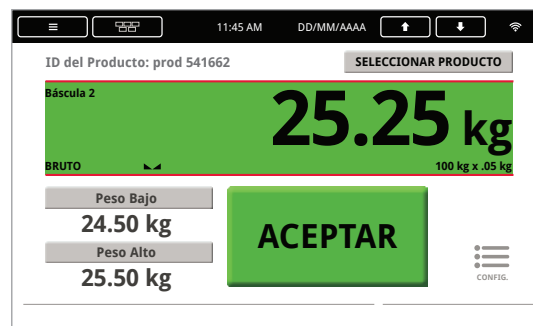 11:45 AM DD/MM/AAAA
ID del Producto: prod 541662 SELECCIONAR PRODUCTO
Báscula 2
25.25 kg
BRUTO 100 kg x .05 kg
Peso Bajo
24.50 kg
ACEPTAR
Peso Alto
25.50 kg
CONFIG.